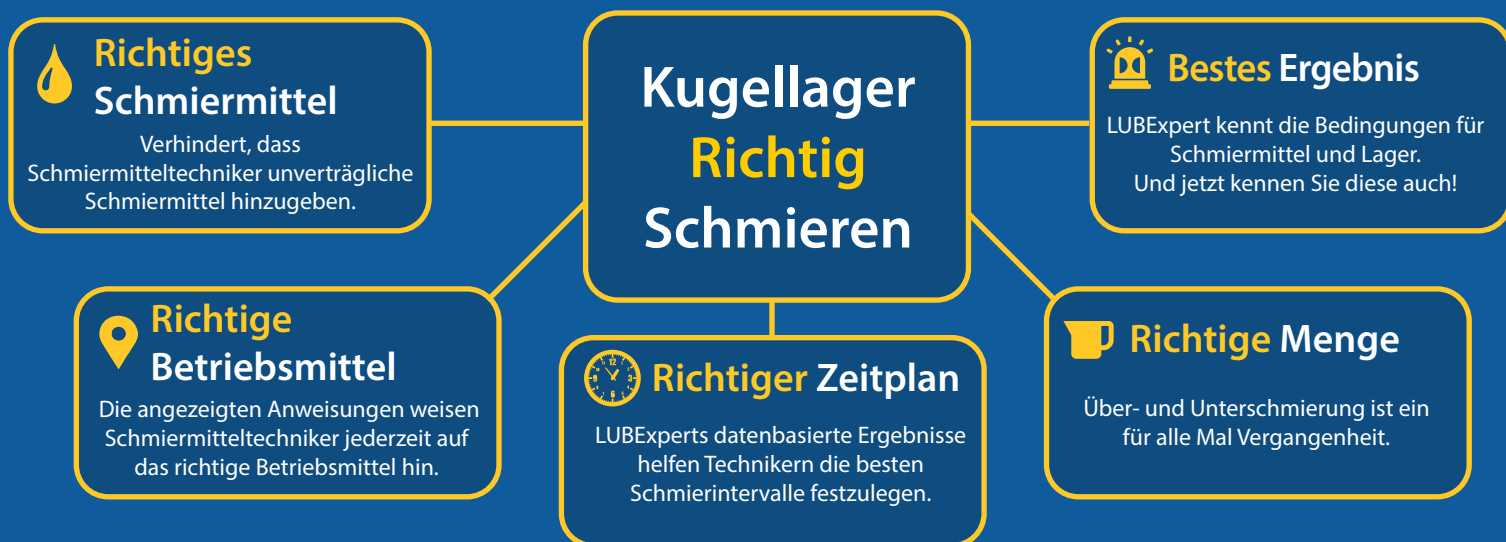 Kugellager
Richtig
Schmieren
Richtiges
Schmiermittel
Verhindert, dass
Schmiermitteltechniker unverträgliche
Schmiermittel hinzugeben.
Richtige
Betriebsmittel
Die angezeigten Anweisungen weisen
Schmiermitteltechniker jederzeit auf
das richtige Betriebsmittel hin.
Richtiger Zeitplan
LUBExperts datenbasierte Ergebnisse
helfen Technikern die besten
Schmierintervalle festzulegen.
Richtige Menge
Über- und Unterschmierung ist ein
für alle Mal Vergangenheit.
Bestes Ergebnis
LUBExpert kennt die Bedingungen für
Schmiermittel und Lager.
Und jetzt kennen Sie diese auch!